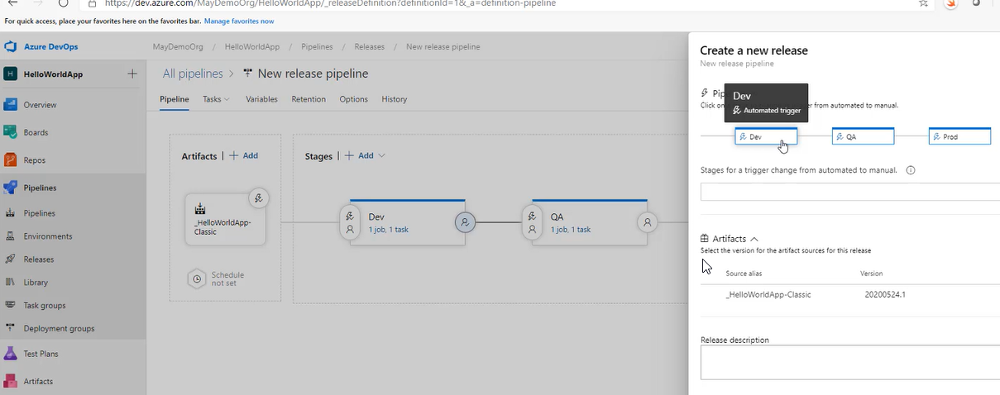 https://dev.azure.com/MayDemoOrg/HelloWorldApp/_releaseDefinition?definitionId=1&_a=definition-pipeline
For quick access, place your favorites here on the favorites bar. Manage favorites now
Azure DevOps
MayDemoOrg / HelloWorldApp / Pipelines / Releases / New release pipeline
H HelloWorldApp
Overview
Boards
Repos
Pipelines
Pipelines
Environments
Releases
Library
Task groups
Deployment groups
Test Plans
Artifacts
All pipelines > New release pipeline
Pipeline Tasks Variables Retention Options History
Artifacts | + Add
_HelloWorldApp-
Classic
Schedule
not set
Stages | + Add
Dev
1 job, 1 task
QA
1 job, 1 task
Create a new release
New release pipeline
Click on
r from automated to manual.
Dev
Automated trigger
Dev
QA
Prod
Stages for a trigger change from automated to manual.
Artifacts
Select the version for the artifact sources for this release
Source alias Version
_HelloWorldApp-Classic 20200524.1
Release description